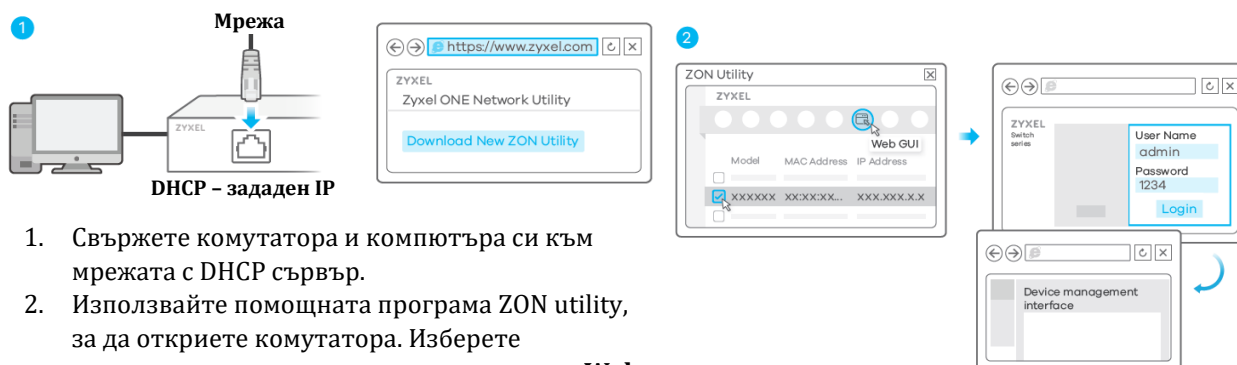 1
Мрежа
ZYXEL
DHCP – зададен IP
https://www.zyxel.com
ZYXEL
Zyxel ONE Network Utility
Download New ZON Utility
1. Свържете комутатора и компютъра си към
мрежата с DHCP сървър.
2. Използвайте помощната програма ZON utility,
за да откриете комутатора. Изберете
2
ZON Utility
ZYXEL
Web GUI
Model MAC Address IP Address
XXXXXX XX:XX:XX... XXX.XXX.X.X
ZYXEL
Switch
series
User Name
admin
Password
1234
Login
Device management
interface